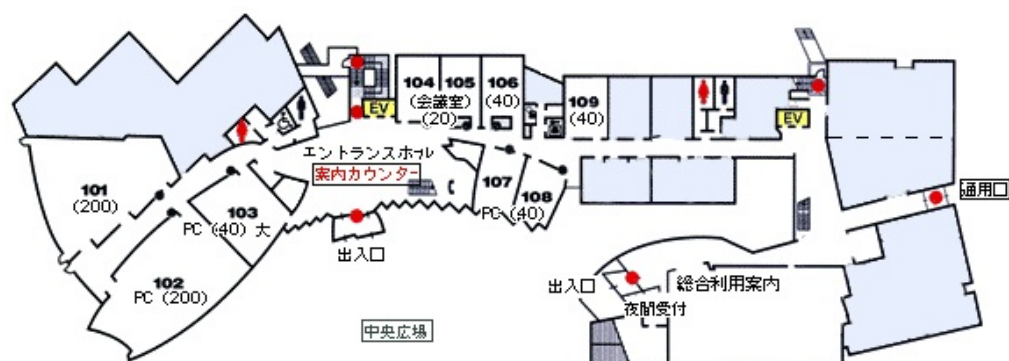 104
105
106
(会議室)
(20)
(40)
109
(40)
EV
EV
エントランスホール
案内カウンター
101
(200)
103
PC (40) 大
102
PC (200)
107
108
PC (40)
出入口
通用口
出入口
総合利用案内
夜間受付
中央広場